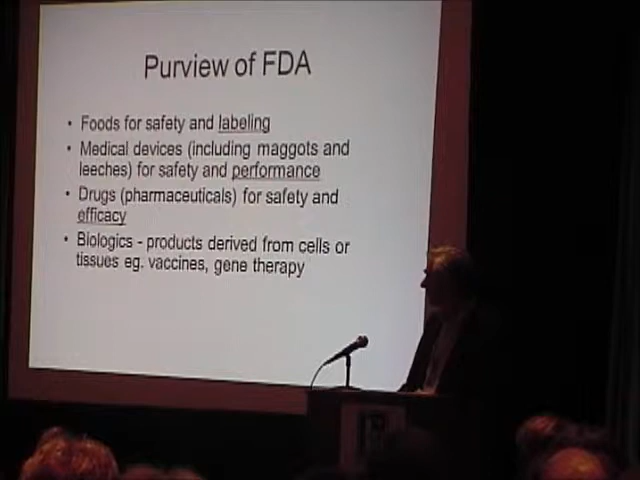 Purview of FDA
• Foods for safety and labeling
• Medical devices (including maggots and
leeches) for safety and performance
• Drugs (pharmaceuticals) for safety and
efficacy
• Biologics - products derived from cells or
tissues eg. vaccines, gene therapy